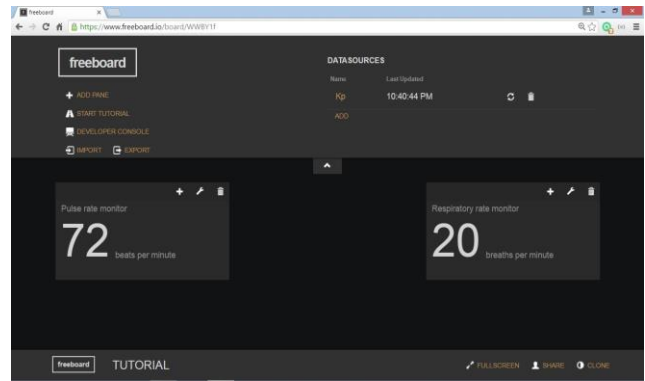 freeboard
https://www.freeboard.io/board/WW8Y1f
freeboard
ADD PANE
START TUTORIAL
DEVELOPER CONSOLE
IMPORT EXPORT
DATASOURCES
Name Last Updated
Kp 10:40:44 PM
ADD
Pulse rate monitor
72 beats per minute
Respiratory rate monitor
20 breaths per minute
freeboard TUTORIAL
FULLSCREEN SHARE CLONE